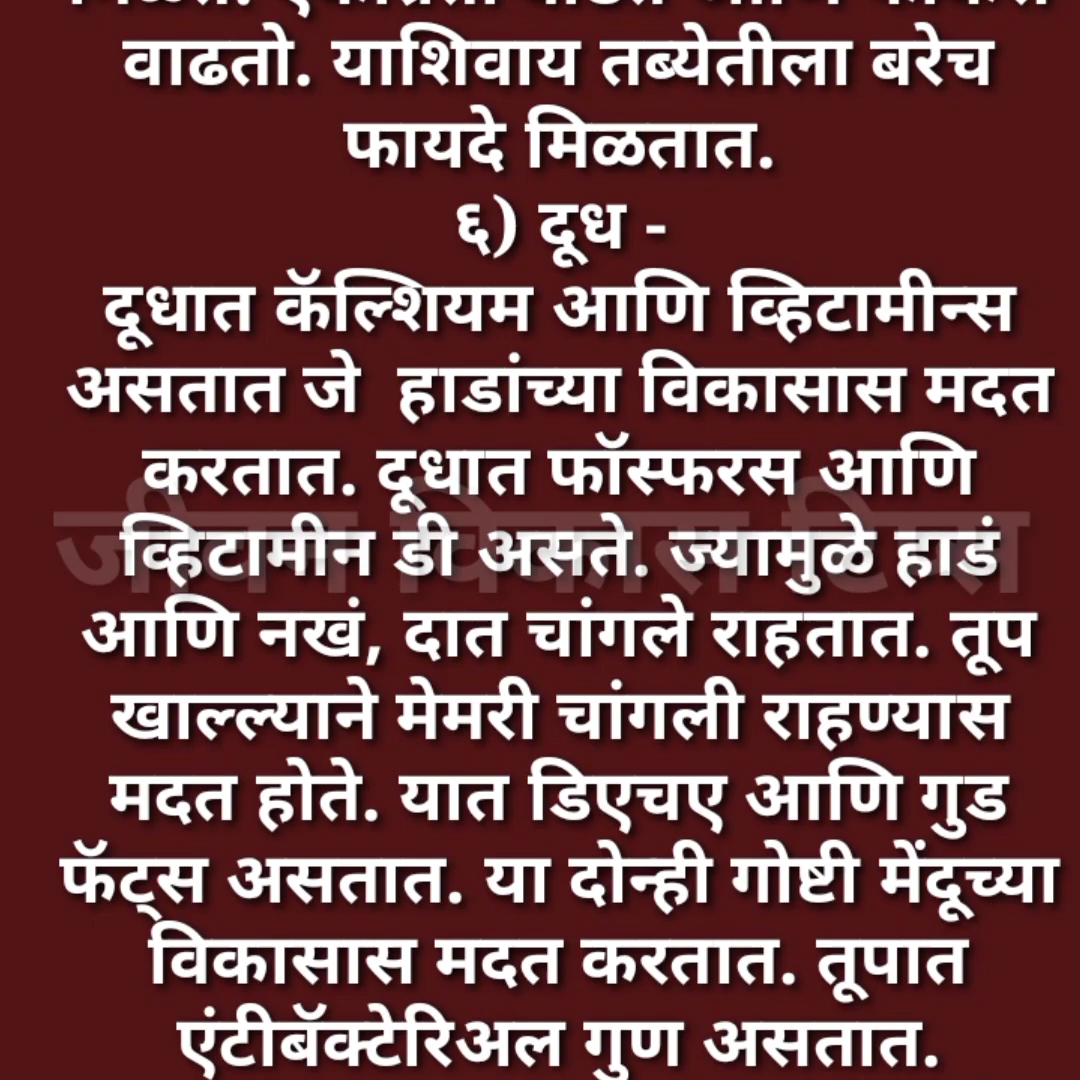 वाढतो. याशिवाय तब्येतीला बरेच
फायदे मिळतात.
६) दूध -
दूधात कॅल्शियम आणि व्हिटामीन्स
असतात जे हाडांच्या विकासास मदत
करतात. दूधात फॉस्फरस आणि
व्हिटामीन डी असते. ज्यामुळे हाडं
आणि नखं, दात चांगले राहतात. तूप
खाल्ल्याने मेमरी चांगली राहण्यास
मदत होते. यात डिएचए आणि गुड
फॅट्स असतात. या दोन्ही गोष्टी मेंदूच्या
विकासास मदत करतात. तूपात
एंटीबॅक्टेरिअल गुण असतात.
जीवन विकास टिप्स